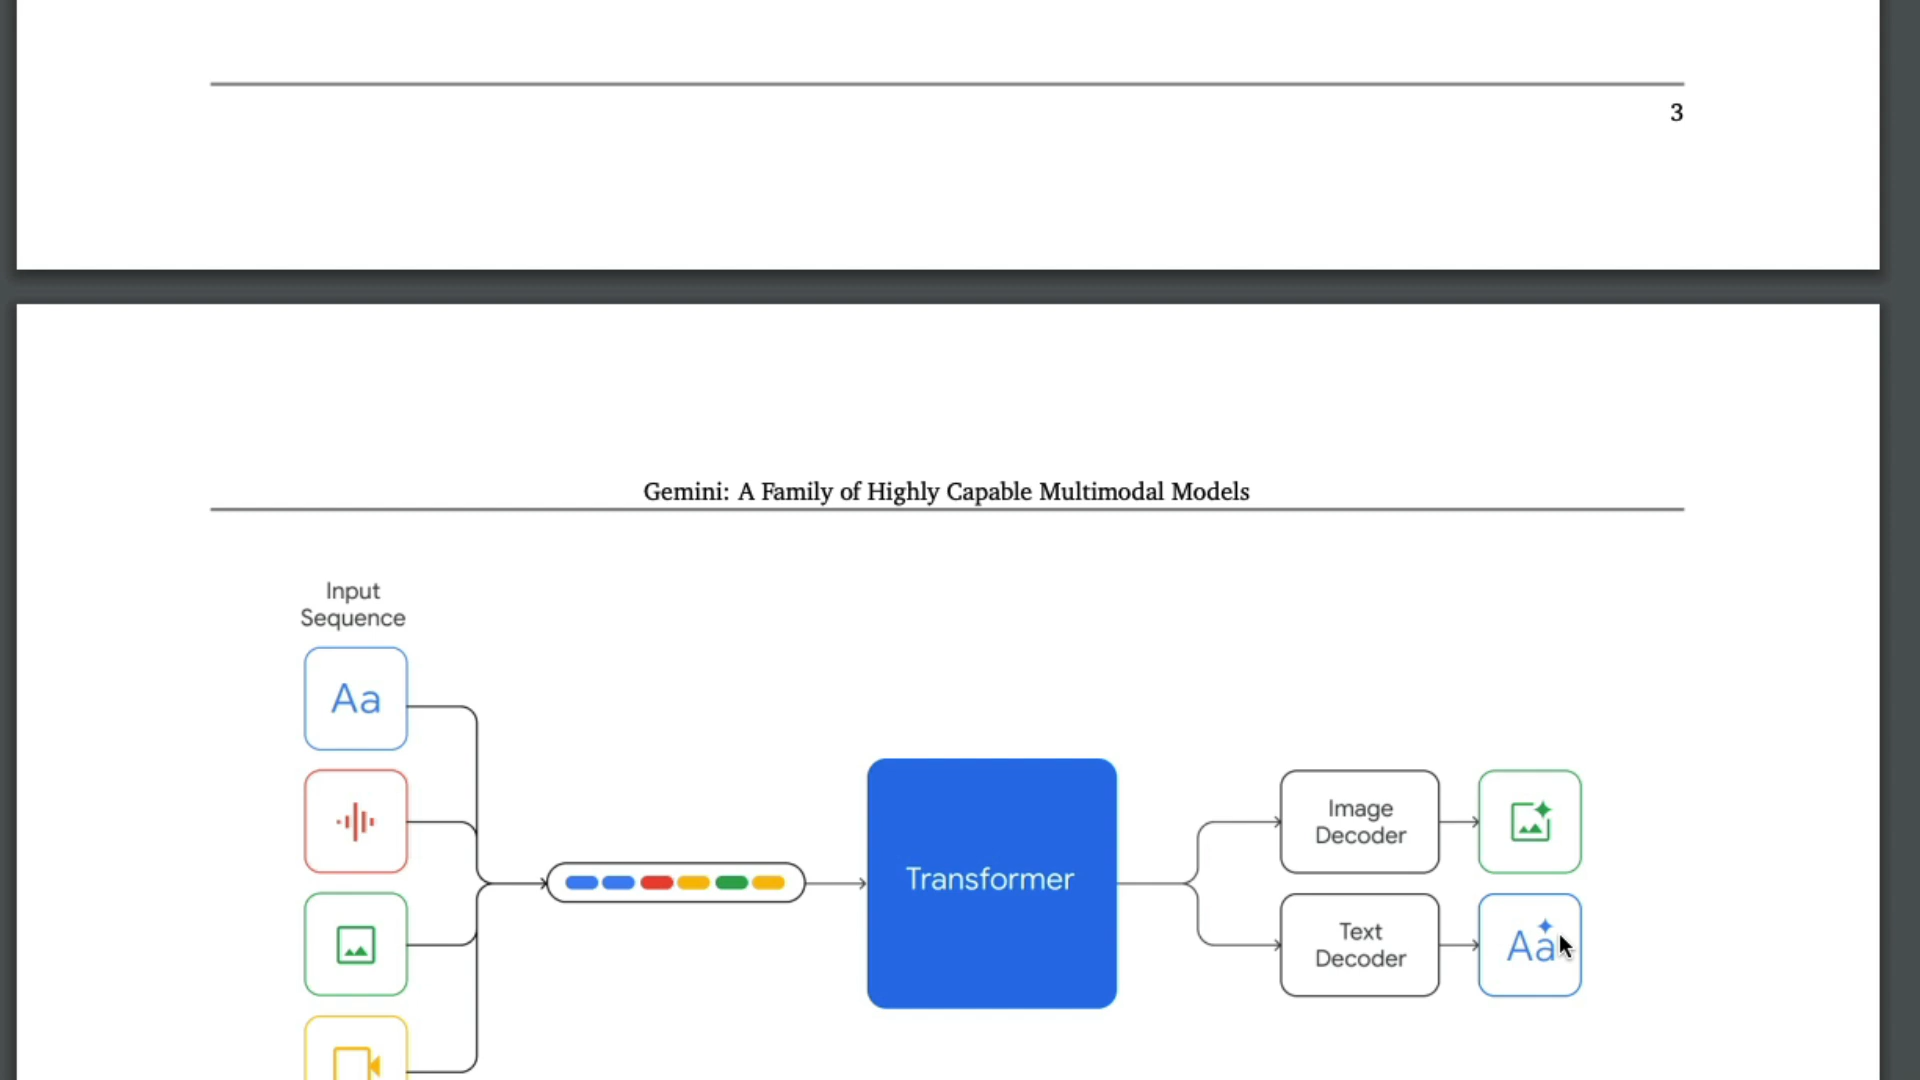 3
Gemini: A Family of Highly Capable Multimodal Models
Input
Sequence
Aa
Transformer
Image
Decoder
Text
Decoder
Aa